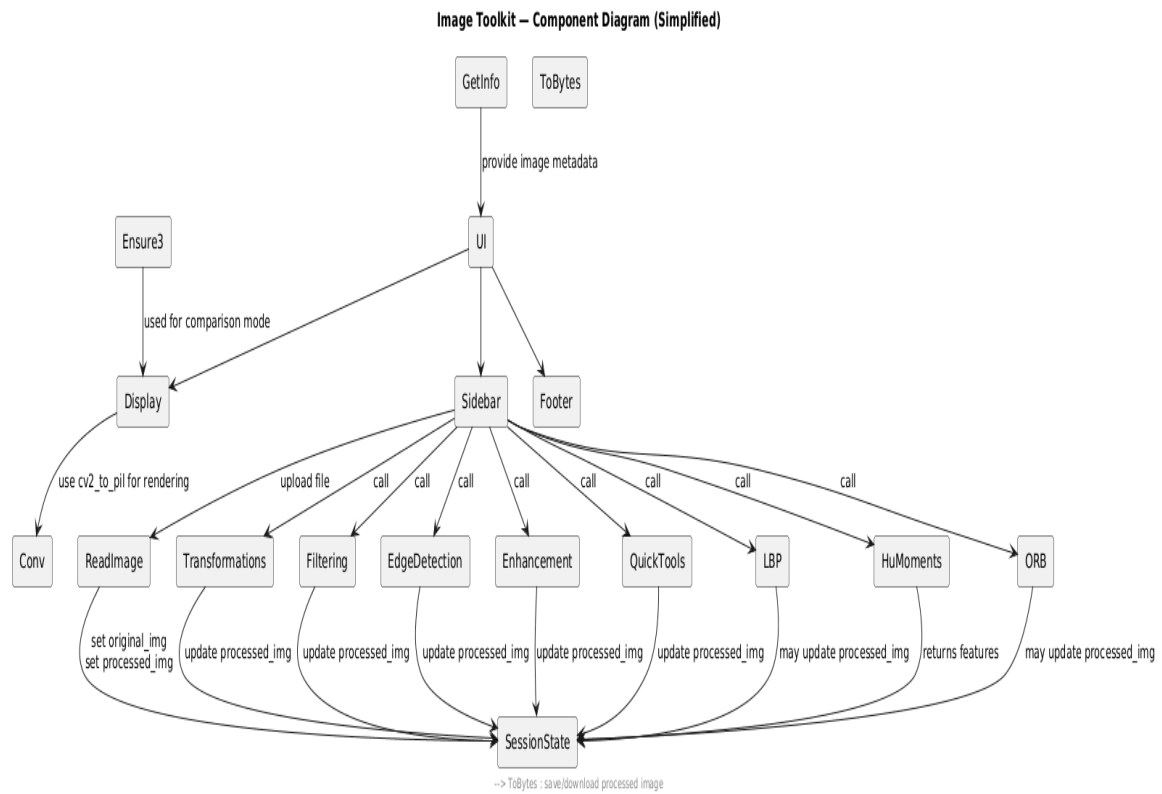 Image Toolkit — Component Diagram (Simplified)
GetInfo
ToBytes
provide image metadata
Ensure3
UI
used for comparison mode
Display
Sidebar
Footer
use cv2_to_pil for rendering
upload file
call
call
call
call
call
call
call
call
Conv
ReadImage
Transformations
Filtering
EdgeDetection
Enhancement
QuickTools
LBP
HuMoments
ORB
set original_img
set processed_img
update processed_img
update processed_img
update processed_img
update processed_img
update processed_img
may update processed_img
returns features
may update processed_img
SessionState
--> ToBytes : save/download processed image